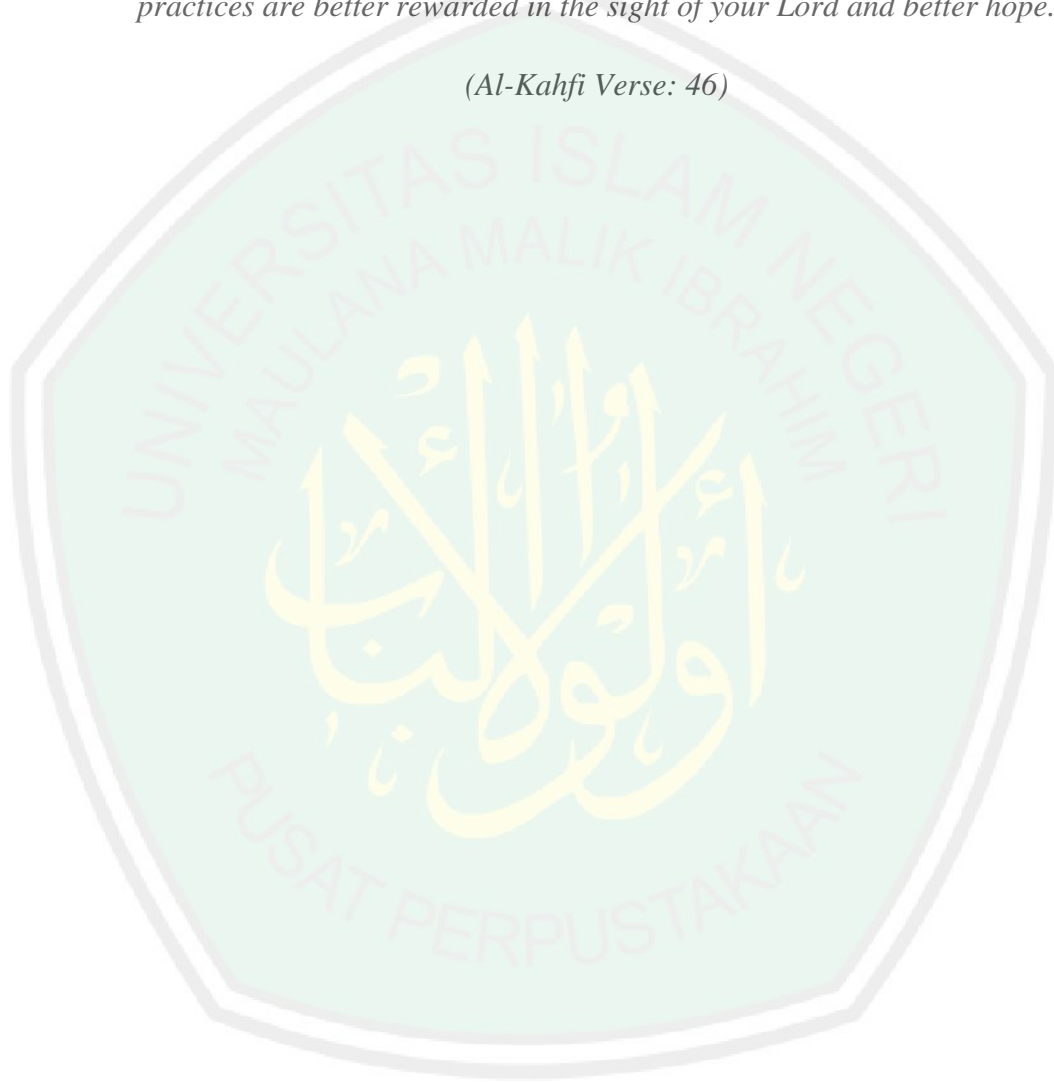 practices are better rewarded in the sight of your Lord and better hope.
(Al-Kahfi Verse: 46)
UNIVERSITAS ISLAM NEGERI
MAULANA MALIK IBRAHIM
أولوا الألباب
PUSAT PERPUSTAKAAN